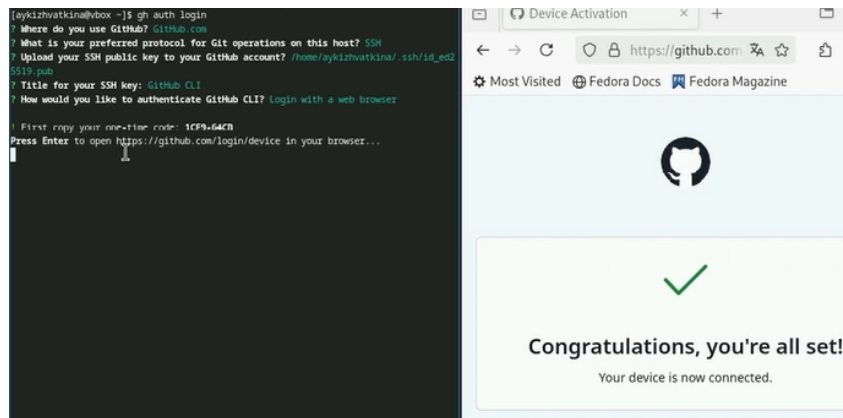 [aykizhvatkina@vbox ~]$ gh auth login
? Where do you use GitHub? GitHub.com
? What is your preferred protocol for Git operations on this host? SSH
? Upload your SSH public key to your GitHub account? /home/aykizhvatkina/.ssh/id_ed2
5519.pub
? Title for your SSH key: GitHub CLI
? How would you like to authenticate GitHub CLI? Login with a web browser
! First copy your one-time code:
Press Enter to open https://github.com/login/device in your browser...
Device Activation
https://github.com
Most Visited
Fedora Docs
Fedora Magazine
Congratulations, you're all set!
Your device is now connected.